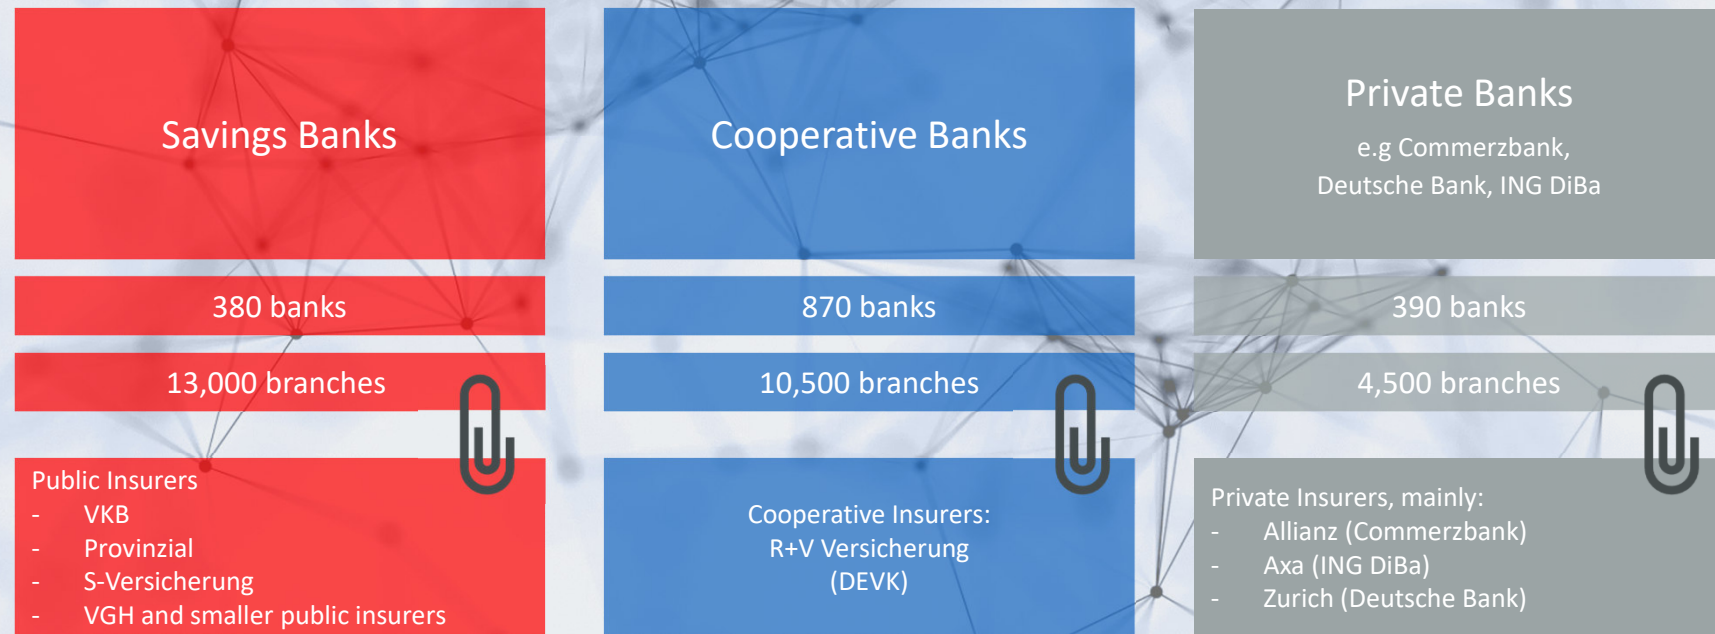 Savings Banks
380 banks
13,000 branches
Public Insurers
- VKB
- Provinzial
- S-Versicherung
- VGH and smaller public insurers
Cooperative Banks
870 banks
10,500 branches
Cooperative Insurers:
R+V Versicherung
(DEVK)
Private Banks
e.g Commerzbank,
Deutsche Bank, ING DiBa
390 banks
4,500 branches
Private Insurers, mainly:
- Allianz (Commerzbank)
- Axa (ING DiBa)
- Zurich (Deutsche Bank)